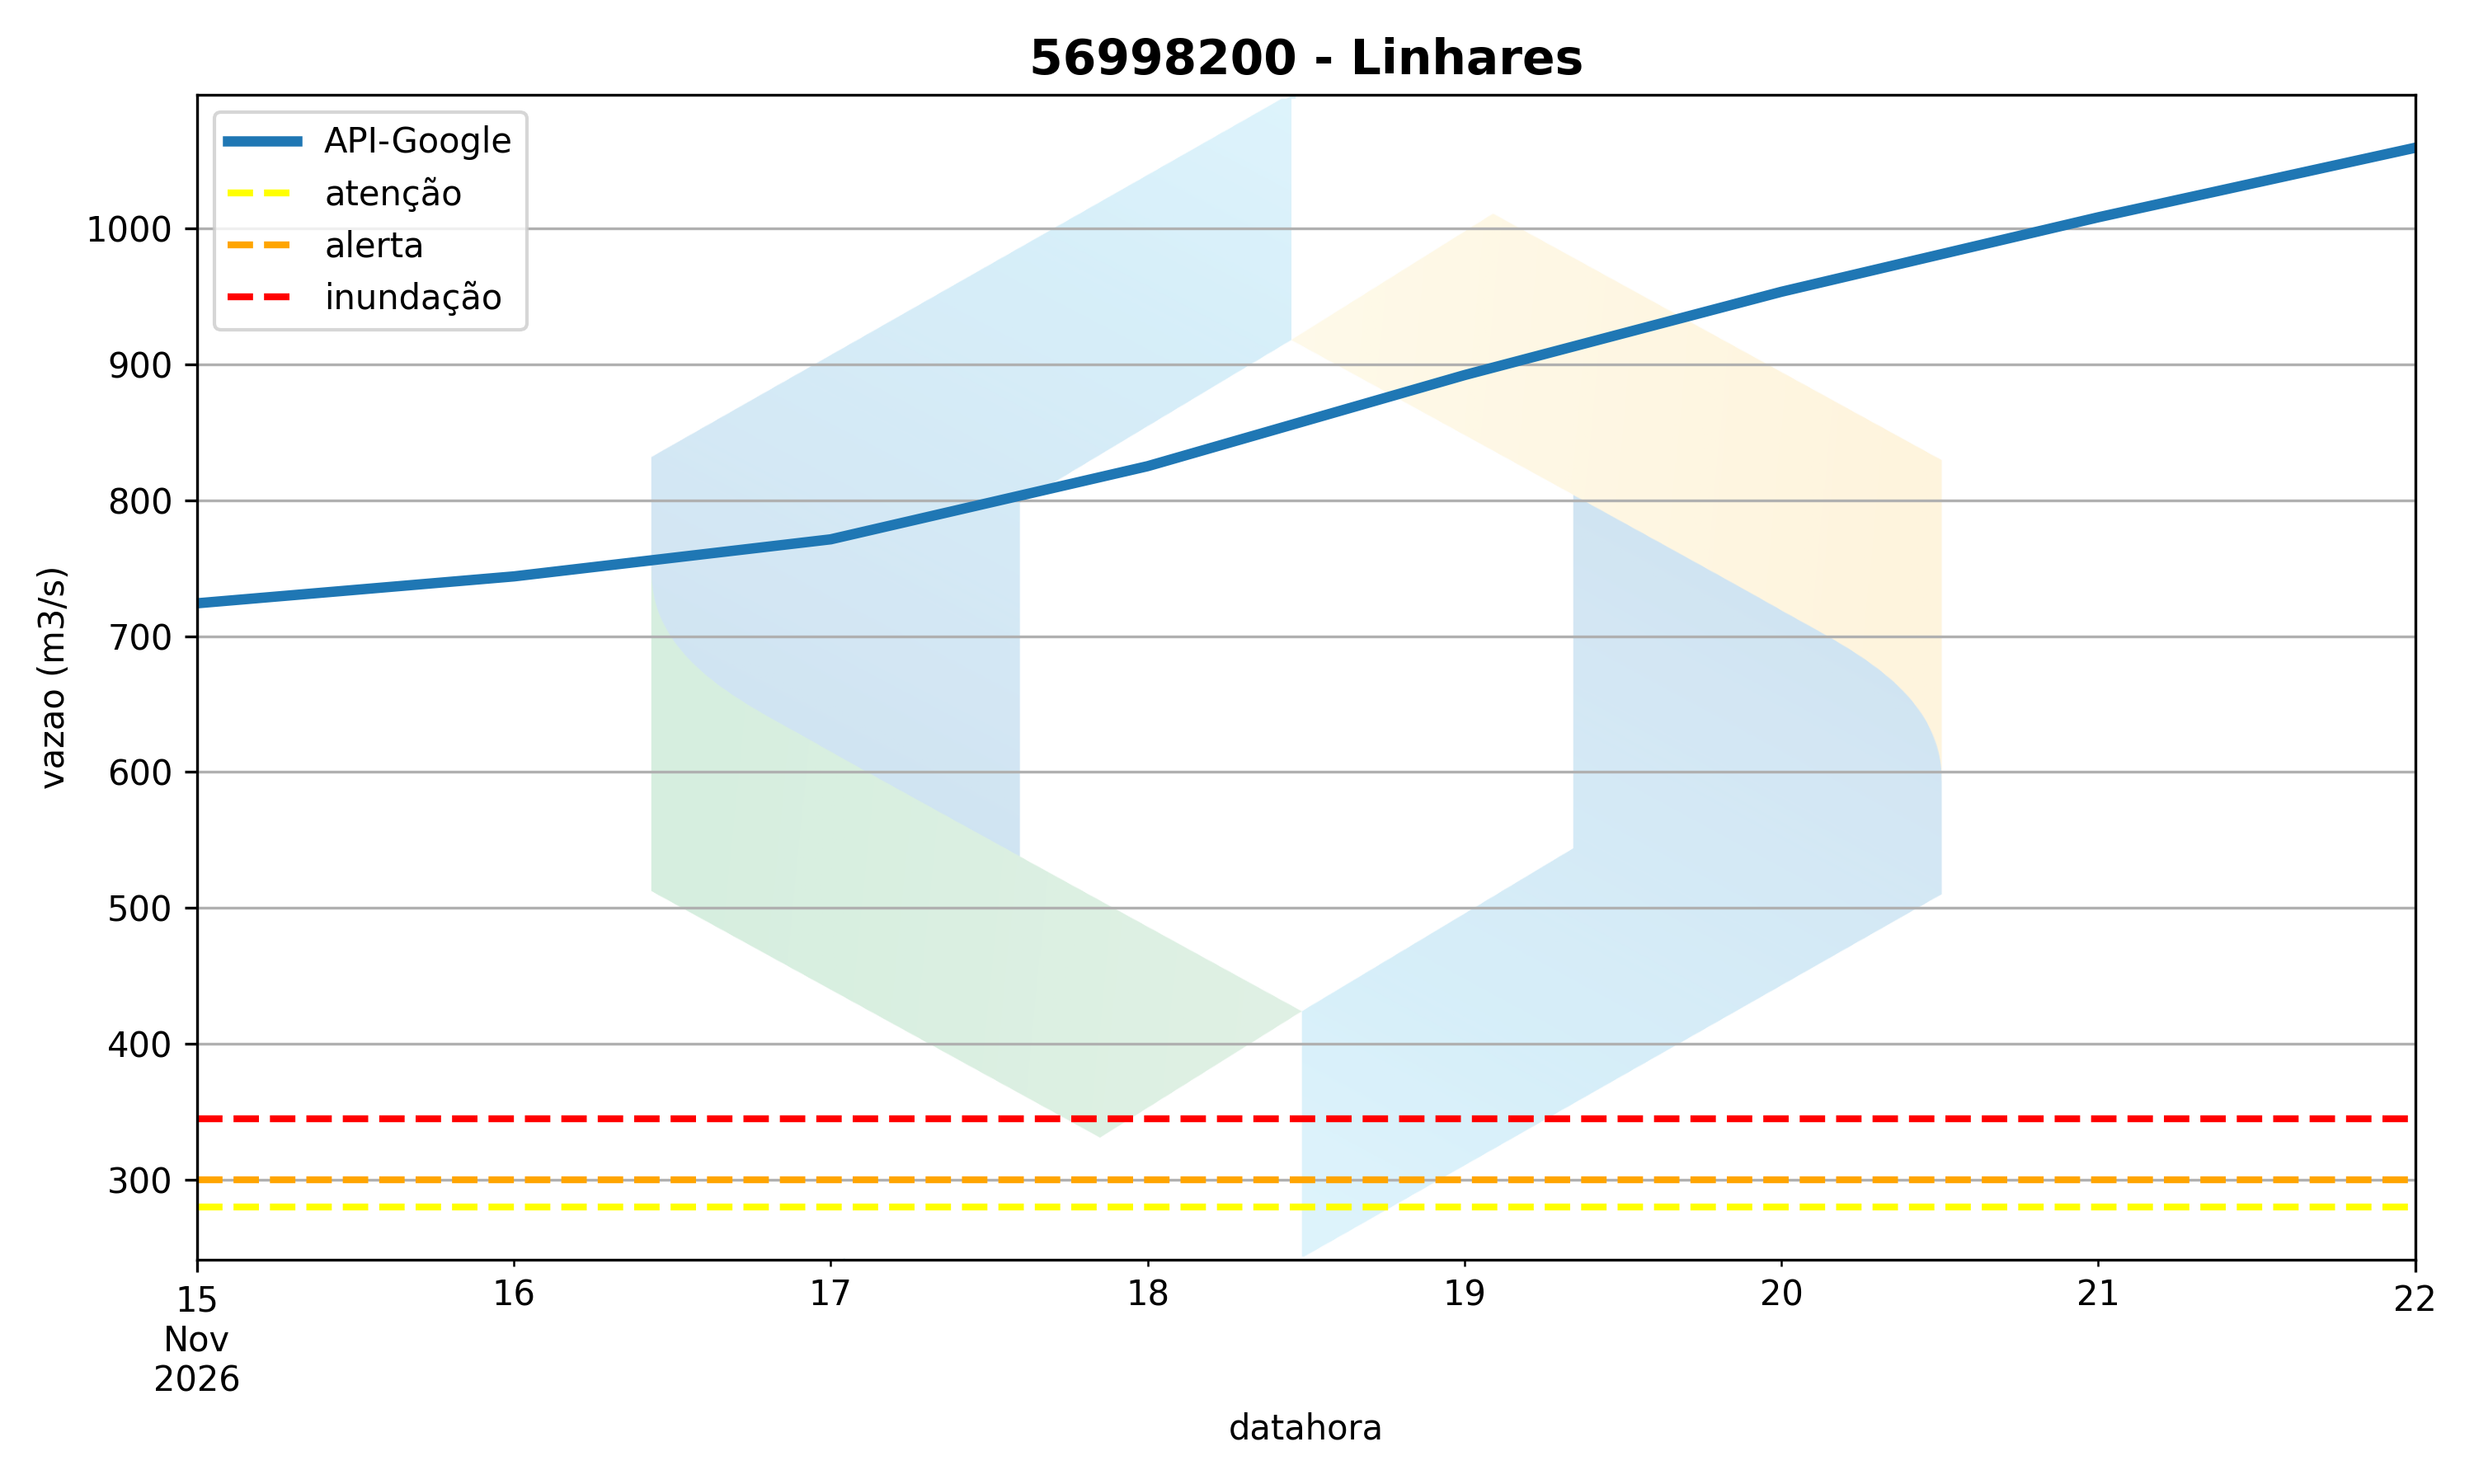 56998200 - Linhares
API-Google
atenção
alerta
inundação
1000
900
800
700
600
500
400
300
vazao (m3/s)
15 16 17 18 19 20 21 22
Nov
2026
datahora